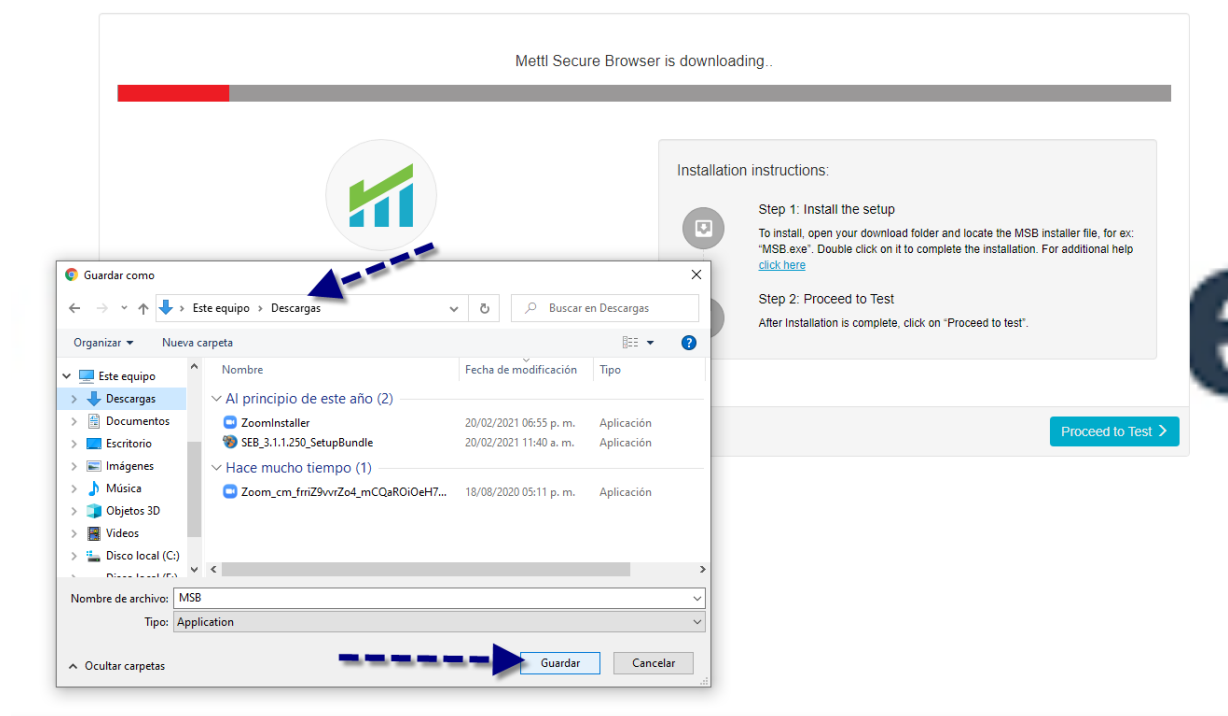 Mettl Secure Browser is downloading..
Installation instructions:
Step 1: Install the setup
To install, open your download folder and locate the MSB installer file, for ex:
“MSB.exe”. Double click on it to complete the installation. For additional help
click here
Step 2: Proceed to Test
After Installation is complete, click on “Proceed to test”.
Proceed to Test
Guardar como
Este equipo › Descargas
Buscar en Descargas
Organizar
Nueva carpeta
Este equipo
Descargas
Documentos
Escritorio
Imágenes
Música
Objetos 3D
Videos
Disco local (C:)
Nombre Fecha de modificación Tipo
Al principio de este año (2)
ZoomInstaller 20/02/2021 06:55 p. m. Aplicación
SEB_3.1.1.250_SetupBundle 20/02/2021 11:40 a. m. Aplicación
Hace mucho tiempo (1)
Zoom_cm_frriZ9vvrZo4_mCQaROiOeH7... 18/08/2020 05:11 p. m. Aplicación
Nombre de archivo: MSB
Tipo: Application
Ocultar carpetas
Guardar
Cancelar